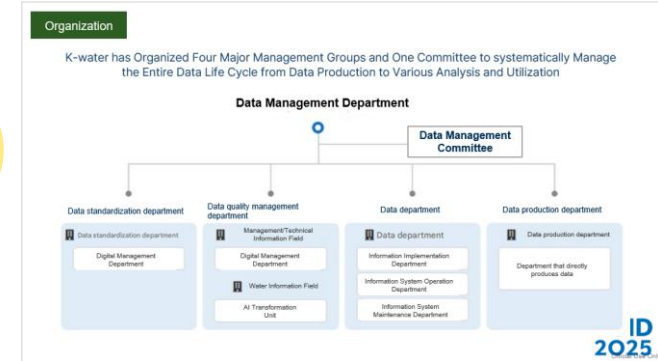 Organization
K-water has Organized Four Major Management Groups and One Committee to systematically Manage
the Entire Data Life Cycle from Data Production to Various Analysis and Utilization
Data Management Department
Data Management
Committee
Data standardization department
Data quality management
department
Data department
Data production department
Data standardization department
Digital Management
Department
Management/Technical
Information Field
Digital Management
Department
Water Information Field
AI Transformation
Unit
Data department
Information Implementation
Department
Information System Operation
Department
Information System
Maintenance Department
Data production department
Department that directly
produces data
ID
2025